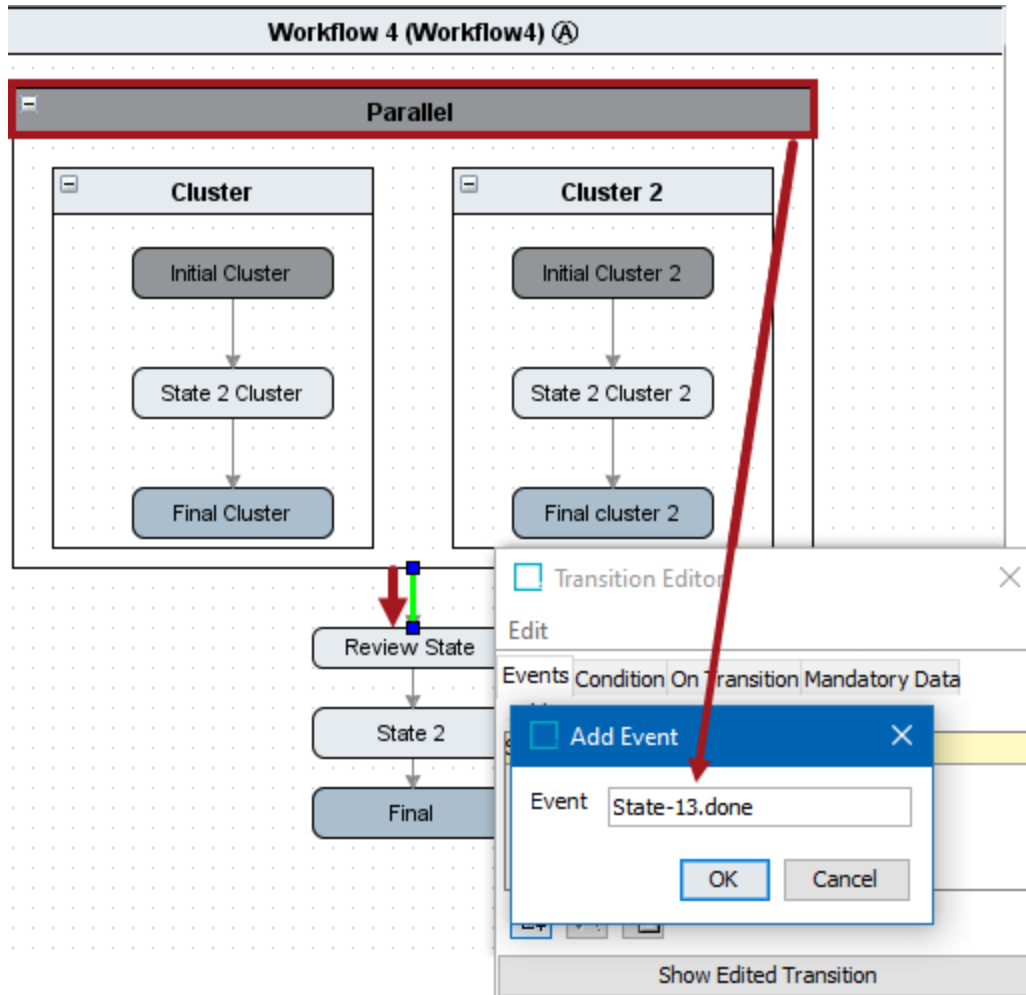 Workflow 4 (Workflow4) Ⓐ
Parallel
Cluster
Cluster 2
Initial Cluster
Initial Cluster 2
State 2 Cluster
State 2 Cluster 2
Final Cluster
Final cluster 2
Review State
State 2
Final
Transition Editor
Edit
Events Condition On Transition Mandatory Data
Add Event
Event State-13.done
OK Cancel
Show Edited Transition